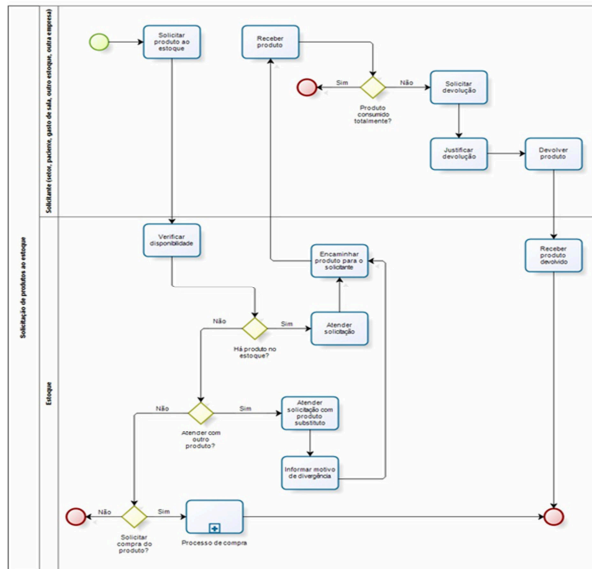 Solicitação de produtos ao estoque
Solicitante (setor, paciente, gasto de sala, outro estoque, outra empresa)
Solicitar
produto ao
estoque
Receber
produto
Sim
Não
Produto
consumido
totalmente?
Solicitar
devolução
Justificar
devolução
Devolver
produto
Estoque
Verificar
disponibilidade
Encaminhar
produto para o
solicitante
Receber
produto
devolvido
Não
Sim
Há produto no
estoque?
Atender
solicitação
Não
Sim
Atender com
outro
produto?
Atender
solicitação com
produto
substituto
Informar motivo
de divergência
Não
Sim
Solicitar
compra do
produto?
Processo de compra